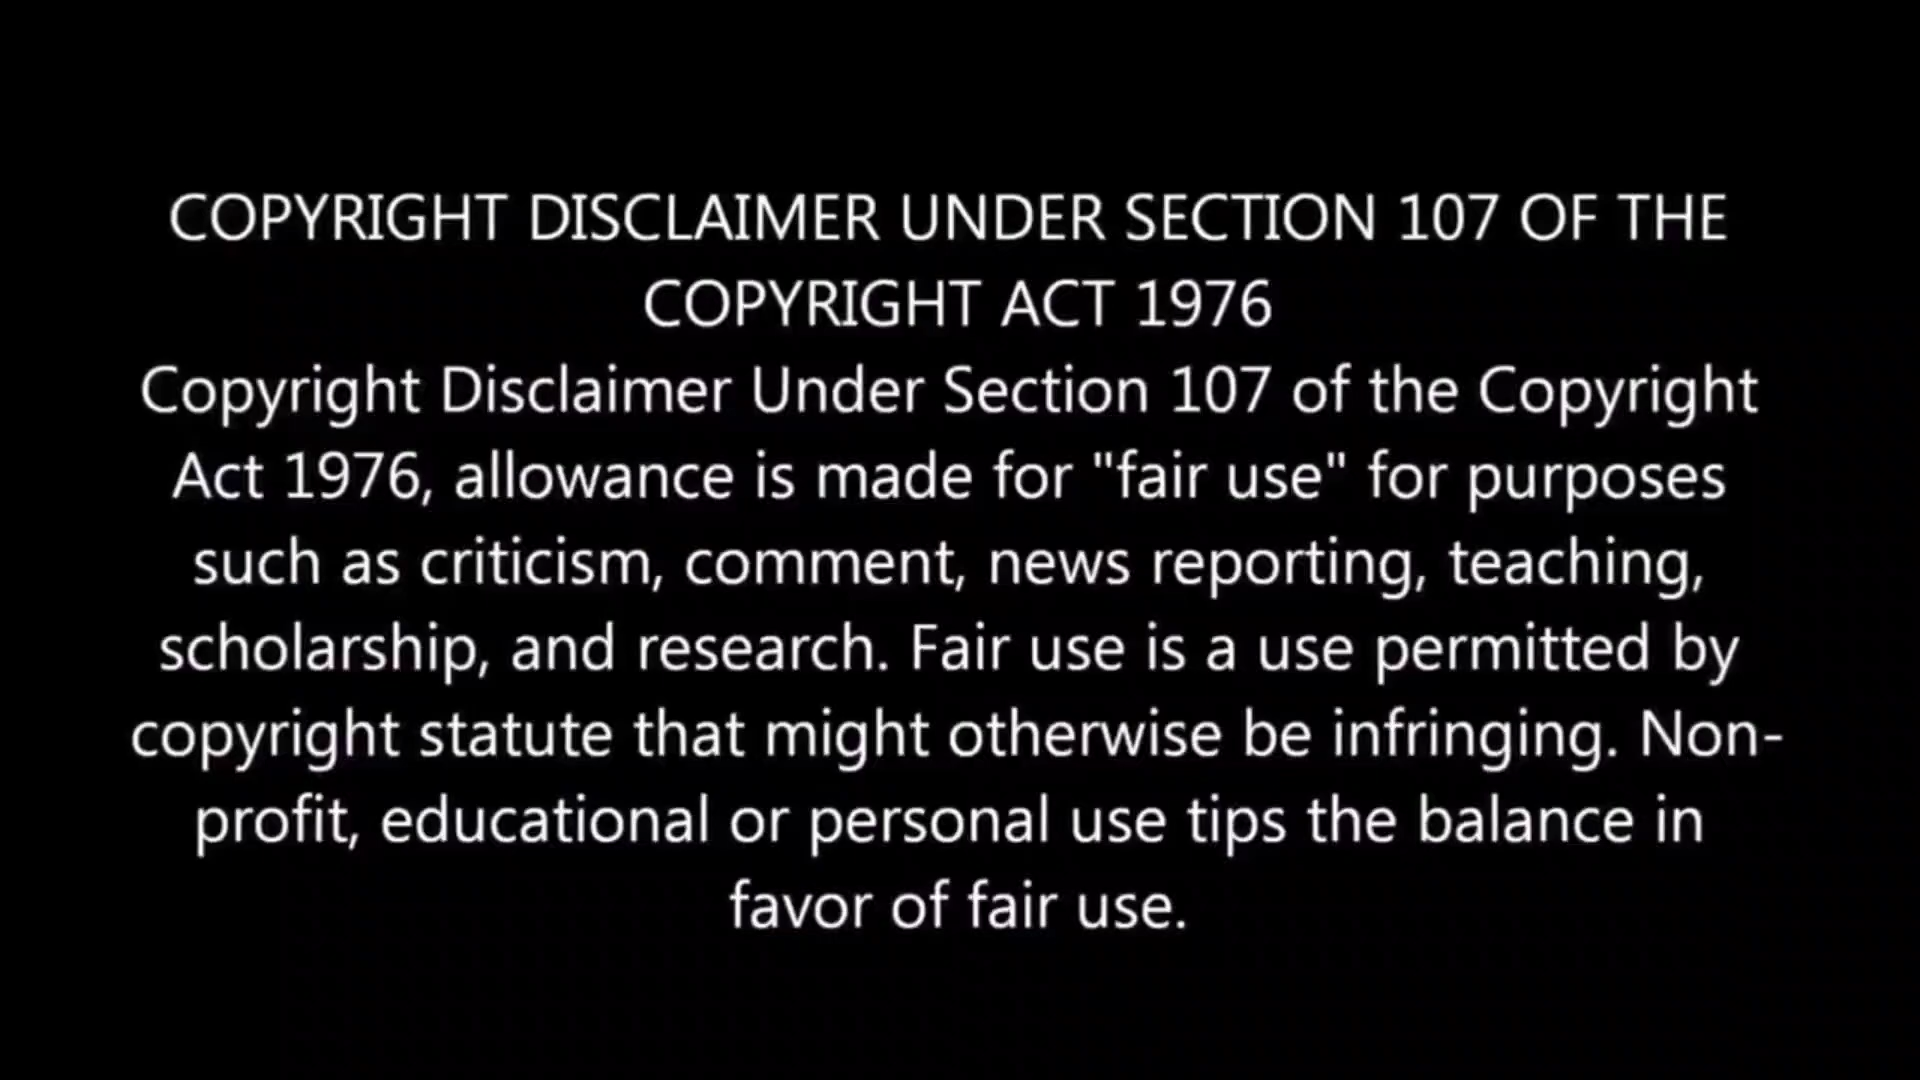 COPYRIGHT DISCLAIMER UNDER SECTION 107 OF THE
COPYRIGHT ACT 1976
Copyright Disclaimer Under Section 107 of the Copyright
Act 1976, allowance is made for "fair use" for purposes
such as criticism, comment, news reporting, teaching,
scholarship, and research. Fair use is a use permitted by
copyright statute that might otherwise be infringing. Non-
profit, educational or personal use tips the balance in
favor of fair use.